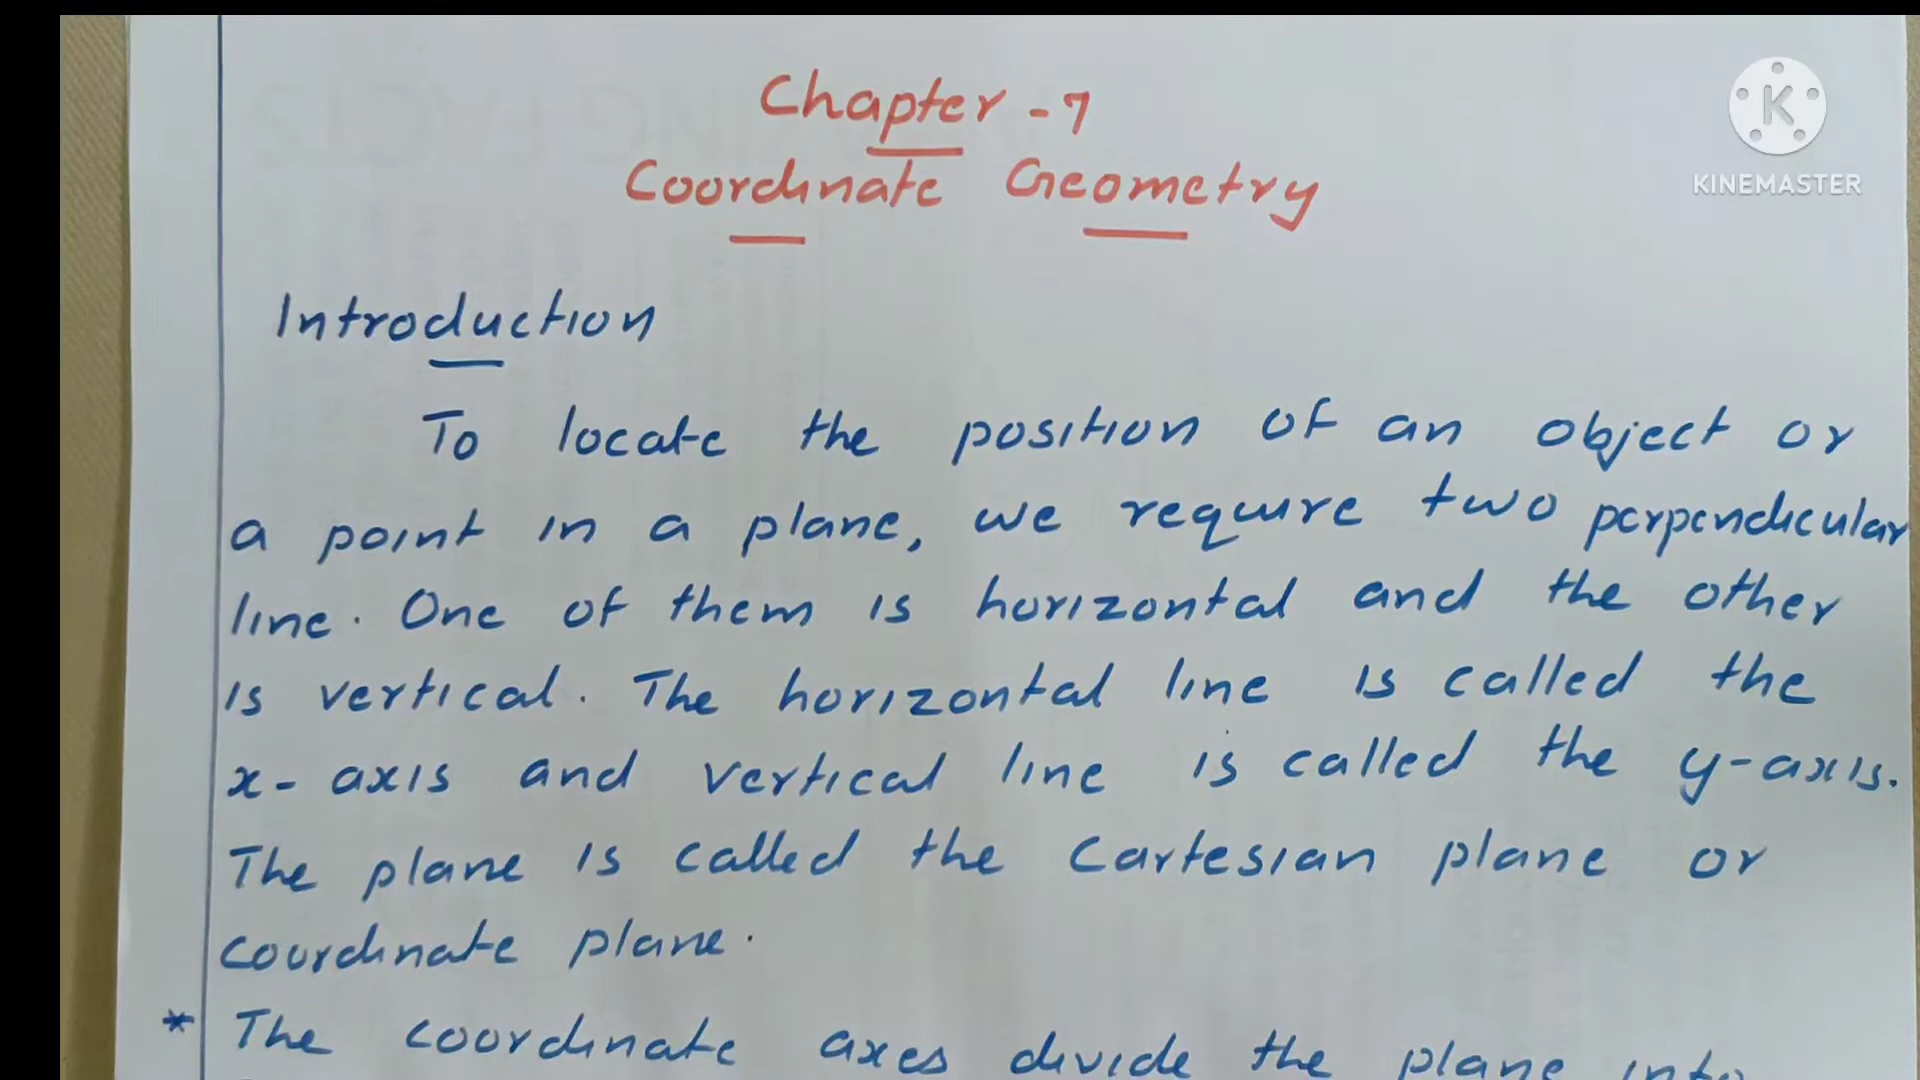 Chapter - 7
Coordinate Geometry
KINEMASTER
Introduction
To locate the position of an object or
a point in a plane, we require two perpendicular
line. One of them is horizontal and the other
is vertical. The horizontal line is called the
x-axis and vertical line is called the y-axis.
The plane is called the Cartesian plane or
coordinate plane.
* The coordinate axes divide the plane into